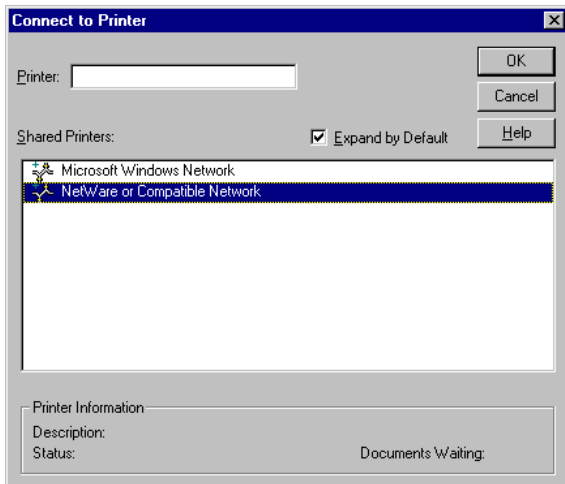 Connect to Printer
Printer:
OK
Cancel
Shared Printers:
Expand by Default
Help
Microsoft Windows Network
NetWare or Compatible Network
Printer Information
Description:
Status:
Documents Waiting: